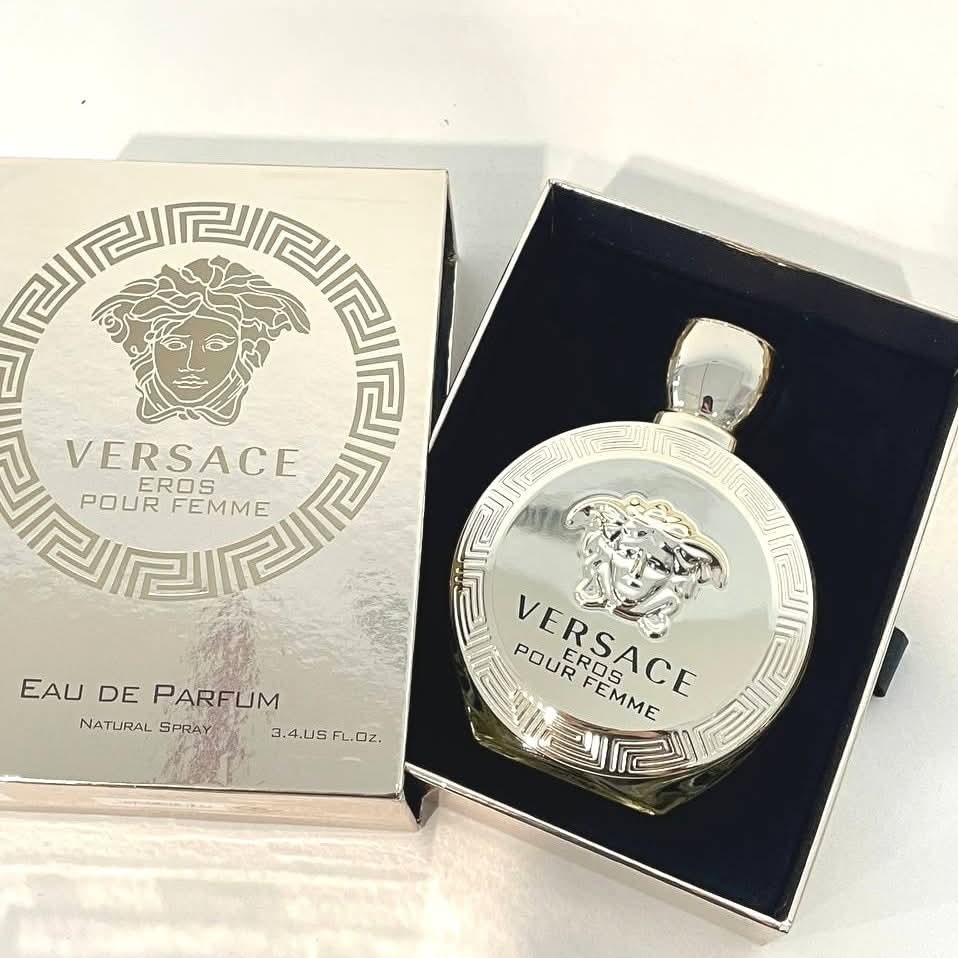 VERSACE
EROS
POUR FEMME
EAU DE PARFUM
NATURAL SPRAY
3.4.US FL.OZ.
VERSACE
EROS
POUR FEMME